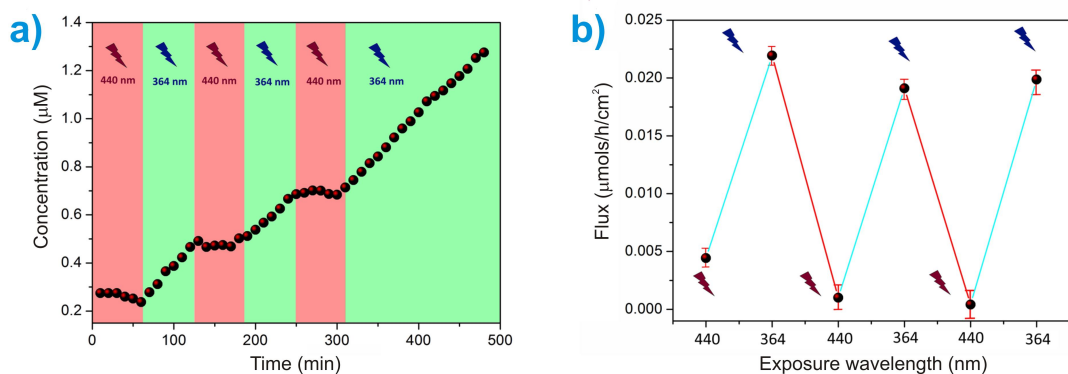 a)
440 nm
364 nm
440 nm
364 nm
440 nm
364 nm
1.4
1.2
1.0
0.8
0.6
0.4
0.2
Concentration (μM)
0 100 200 300 400 500
Time (min)
b)
0.025
0.020
0.015
0.010
0.005
0.000
Flux (μmols/h/cm²)
440 364 440 364 440 364
Exposure wavelength (nm)